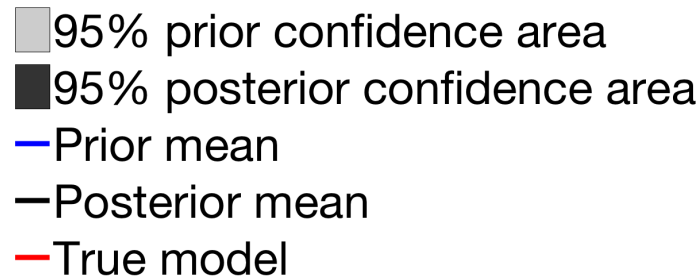 95% prior confidence area
95% posterior confidence area
Prior mean
Posterior mean
True model